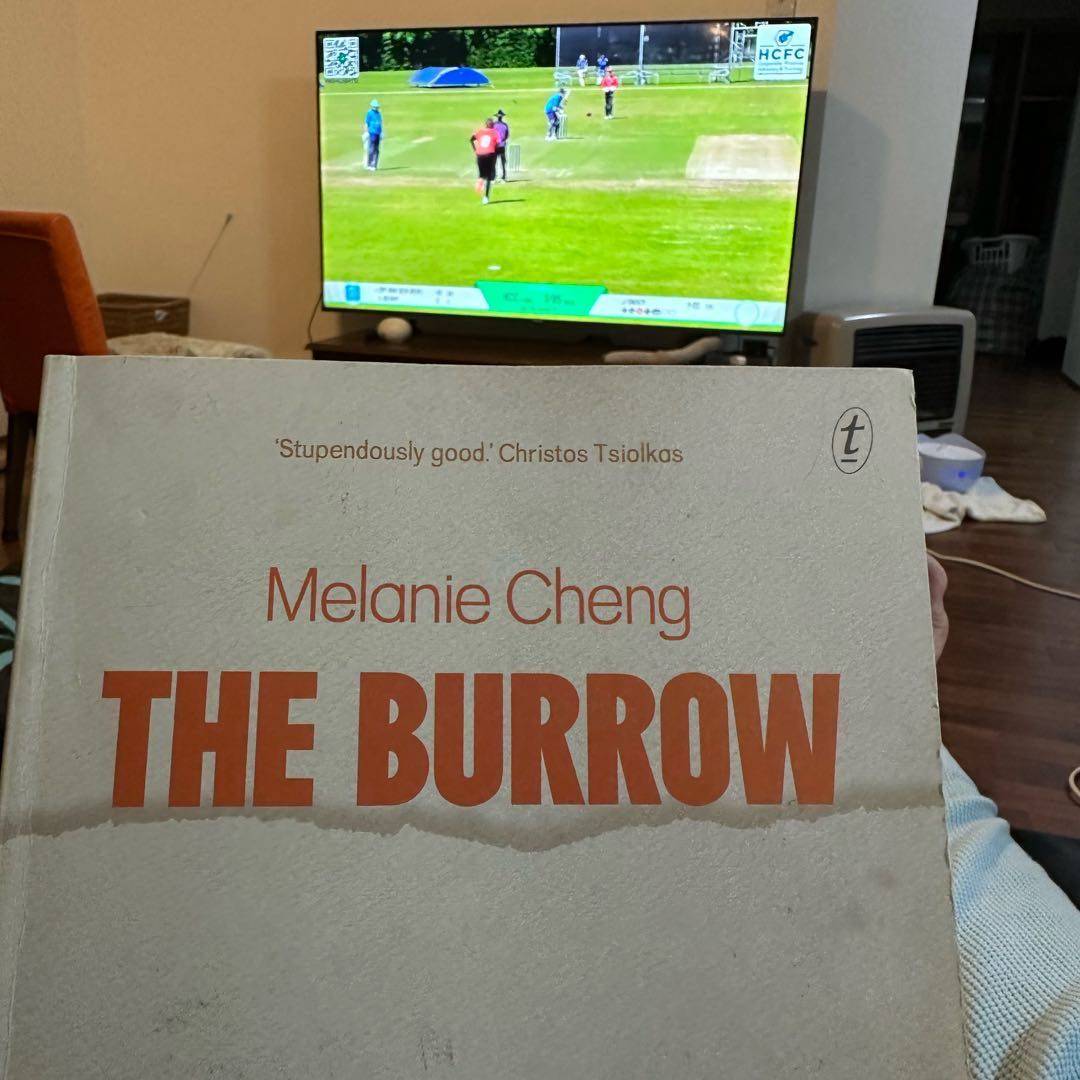 HCFC
'Stupendously good.' Christos Tsiolkas
t
Melanie Cheng
THE BURROW